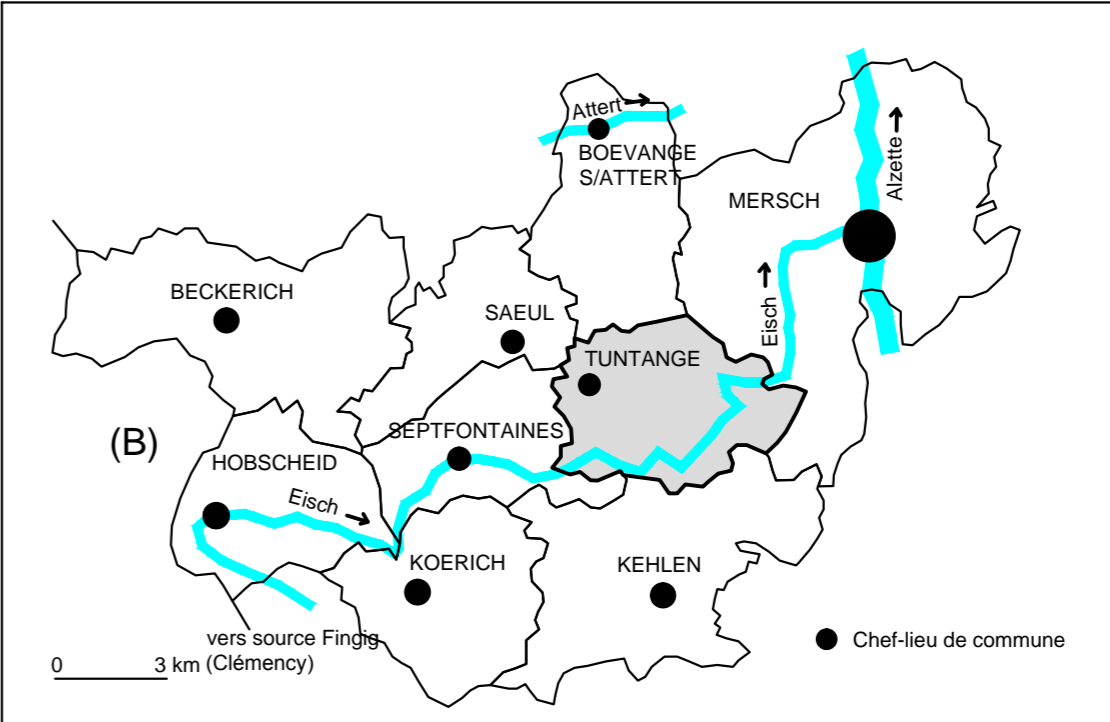 Attert
BOEVANGE
S/ATTERT
Alzette
MERSCH
BECKERICH
SAEUL
Eisch
TUNTANGE
SEPTFONTAINES
(B)
HOBSCHEID
Eisch
KOERICH
KEHLEN
vers source Fingig
(Clémency)
0 3 km
Chef-lieu de commune